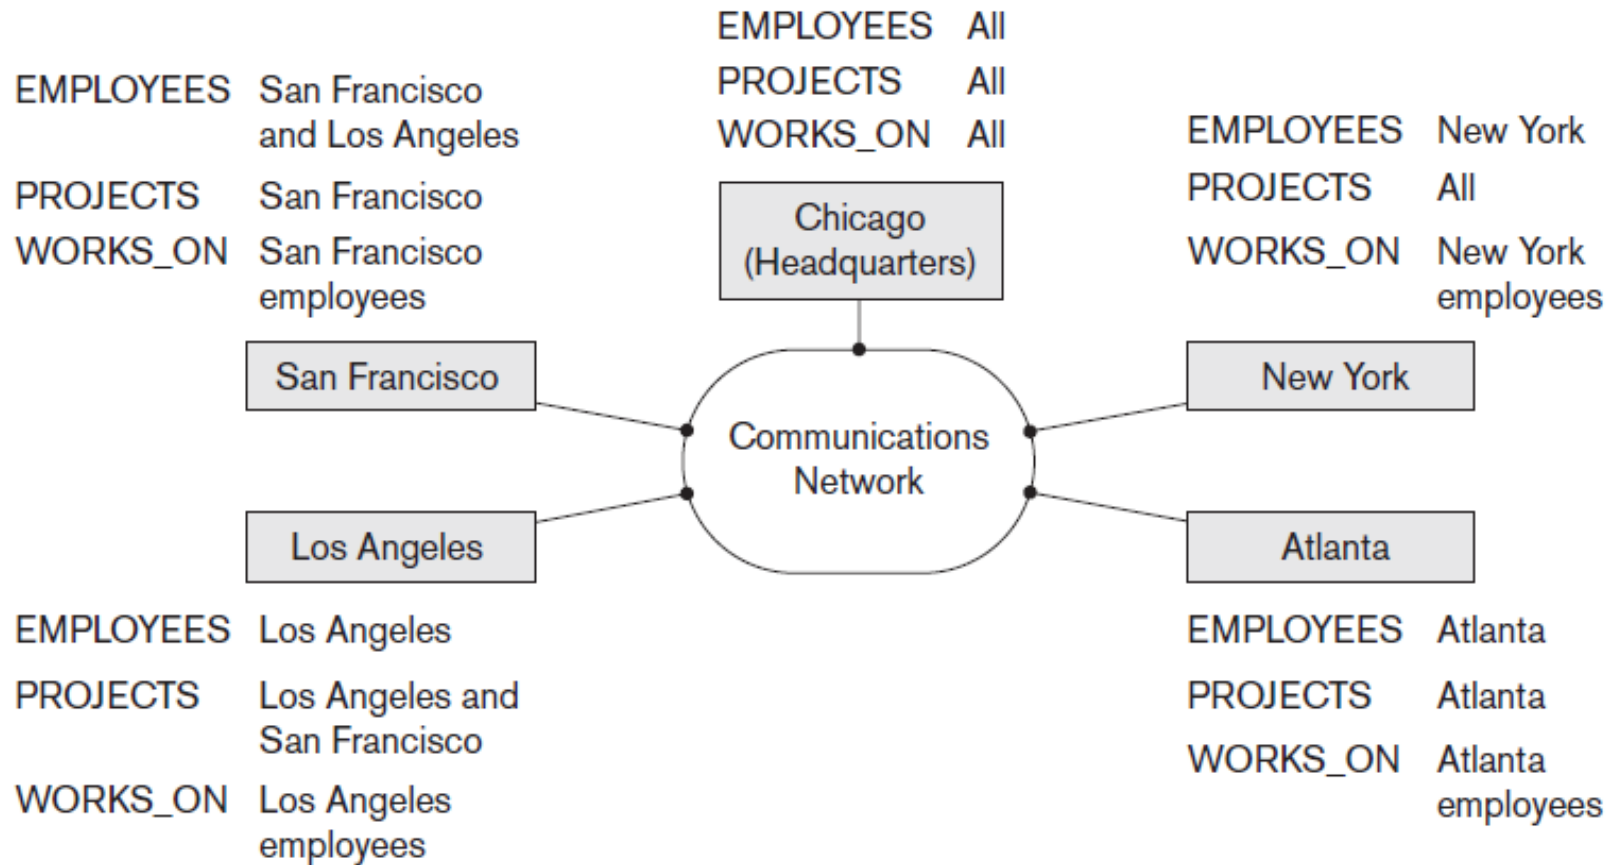 EMPLOYEES All
PROJECTS All
WORKS_ON All
Chicago
(Headquarters)
EMPLOYEES San Francisco
and Los Angeles
PROJECTS San Francisco
WORKS_ON San Francisco
employees
San Francisco
EMPLOYEES New York
PROJECTS All
WORKS_ON New York
employees
New York
Communications
Network
Los Angeles
EMPLOYEES Los Angeles
PROJECTS Los Angeles and
San Francisco
WORKS_ON Los Angeles
employees
Atlanta
EMPLOYEES Atlanta
PROJECTS Atlanta
WORKS_ON Atlanta
employees